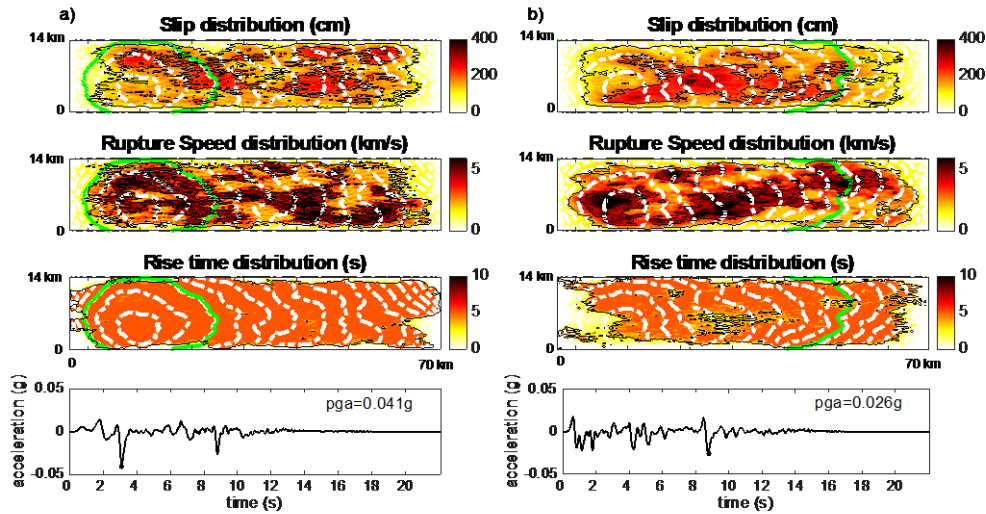 a)
Slip distribution (cm)
14 km
0
400
200
0
Rupture Speed distribution (km/s)
14 km
0
5
0
Rise time distribution (s)
14 km
0
0
70 km
10
5
0
acceleration (g)
0.05
0
-0.05
pga=0.041g
0 2 4 6 8 10 12 14 16 18 20
time (s)
b)
Slip distribution (cm)
14 km
0
400
200
0
Rupture Speed distribution (km/s)
14 km
0
5
0
Rise time distribution (s)
14 km
0
0
70 km
10
5
0
acceleration (g)
0.05
0
-0.05
pga=0.026g
0 2 4 6 8 10 12 14 16 18 20
time (s)